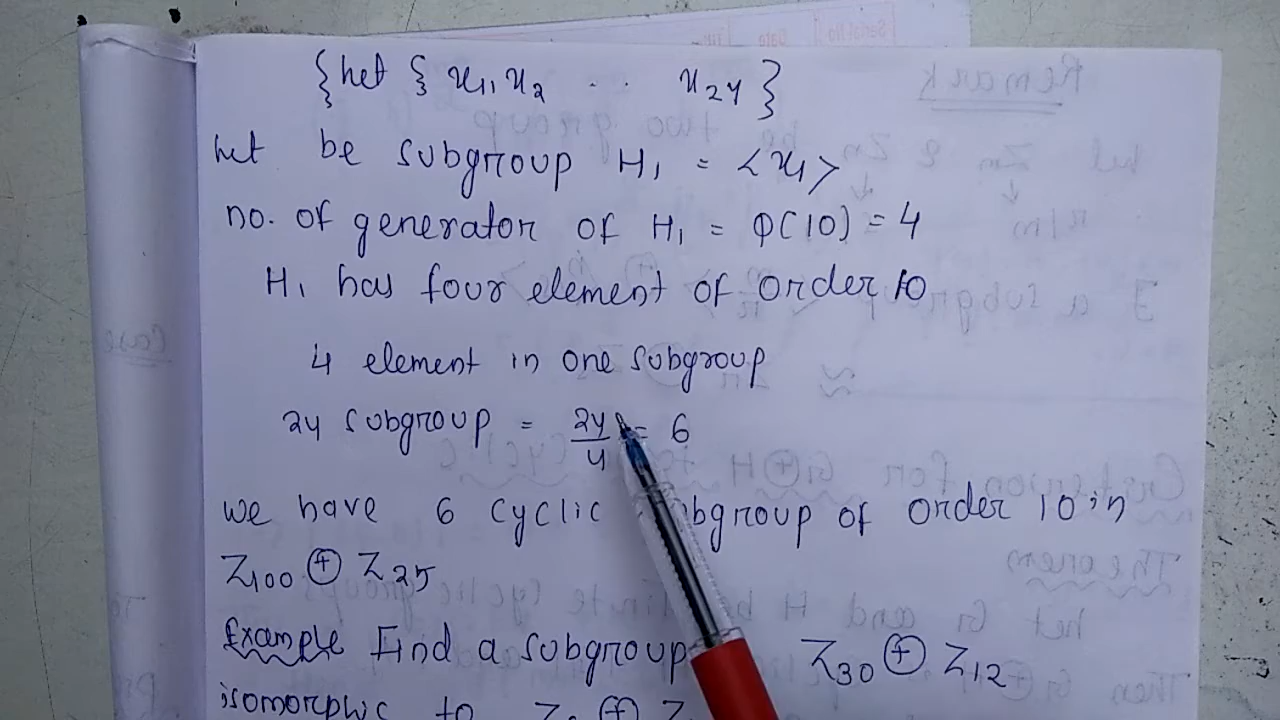 {let { x1, x2 . . x24 }
let be subgroup H1 = <x1>
no. of generator of H1 = φ(10) = 4
H1 has four element of order 10
4 element in one subgroup
24 subgroup = 24/4 = 6
we have 6 cyclic subgroup of order 10 in
Z100 ⊕ Z25
Example Find a subgroup Z30 ⊕ Z12
isomorphic to